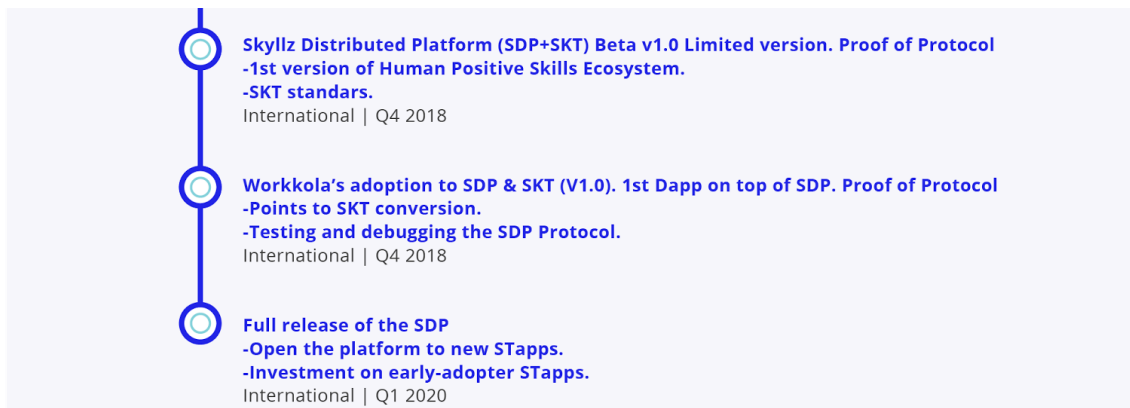 Skyllz Distributed Platform (SDP+SKT) Beta v1.0 Limited version. Proof of Protocol
-1st version of Human Positive Skills Ecosystem.
-SKT standars.
International | Q4 2018
Workkola’s adoption to SDP & SKT (V1.0). 1st Dapp on top of SDP. Proof of Protocol
-Points to SKT conversion.
-Testing and debugging the SDP Protocol.
International | Q4 2018
Full release of the SDP
-Open the platform to new STapps.
-Investment on early-adopter STapps.
International | Q1 2020